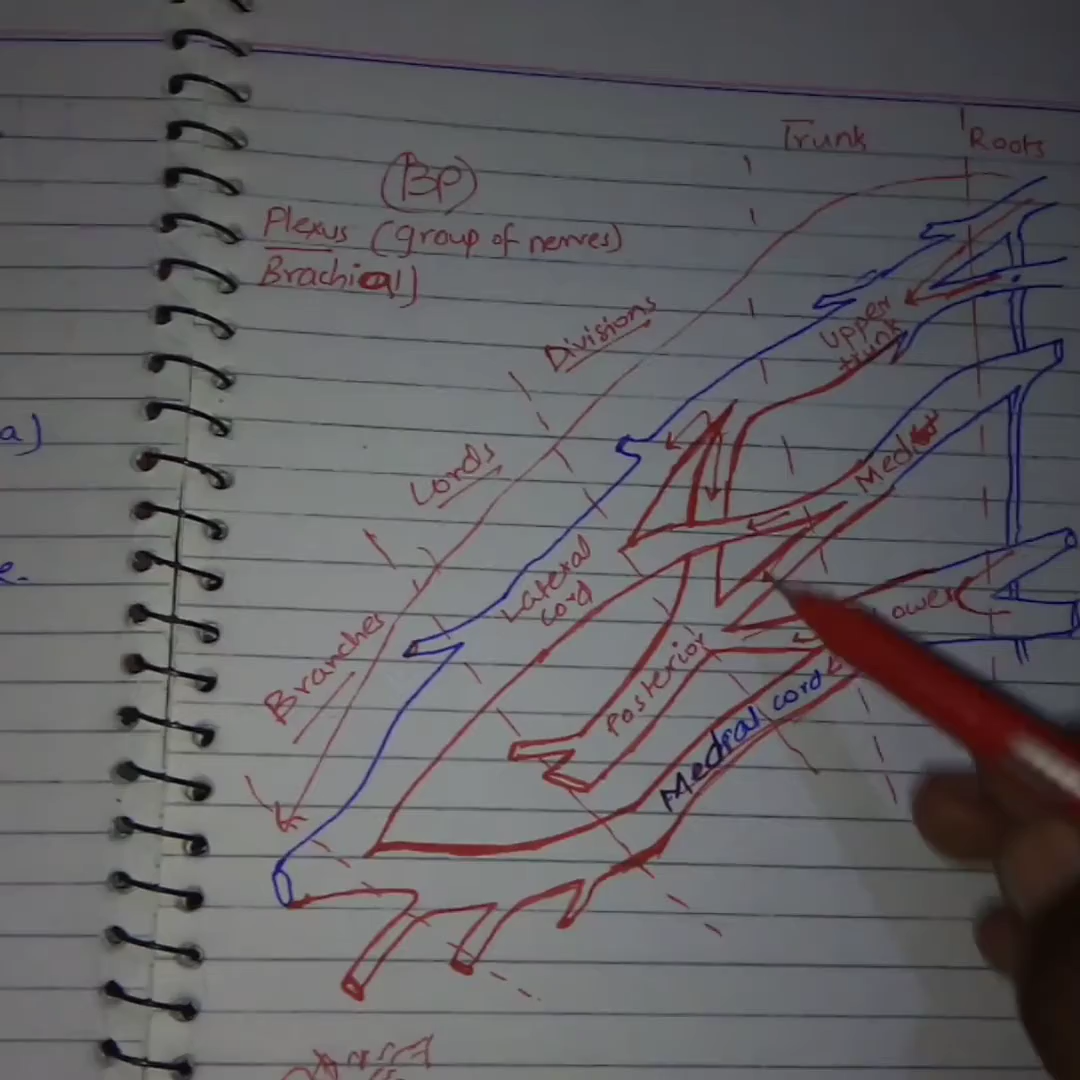 Trunk
Roots
(BP)
Plexus (group of nerves)
Brachial)
Divisions
Upper
trunk
a)
Cords
Lateral
cord
e.
Lower
Branches
Posterior
Medial cord